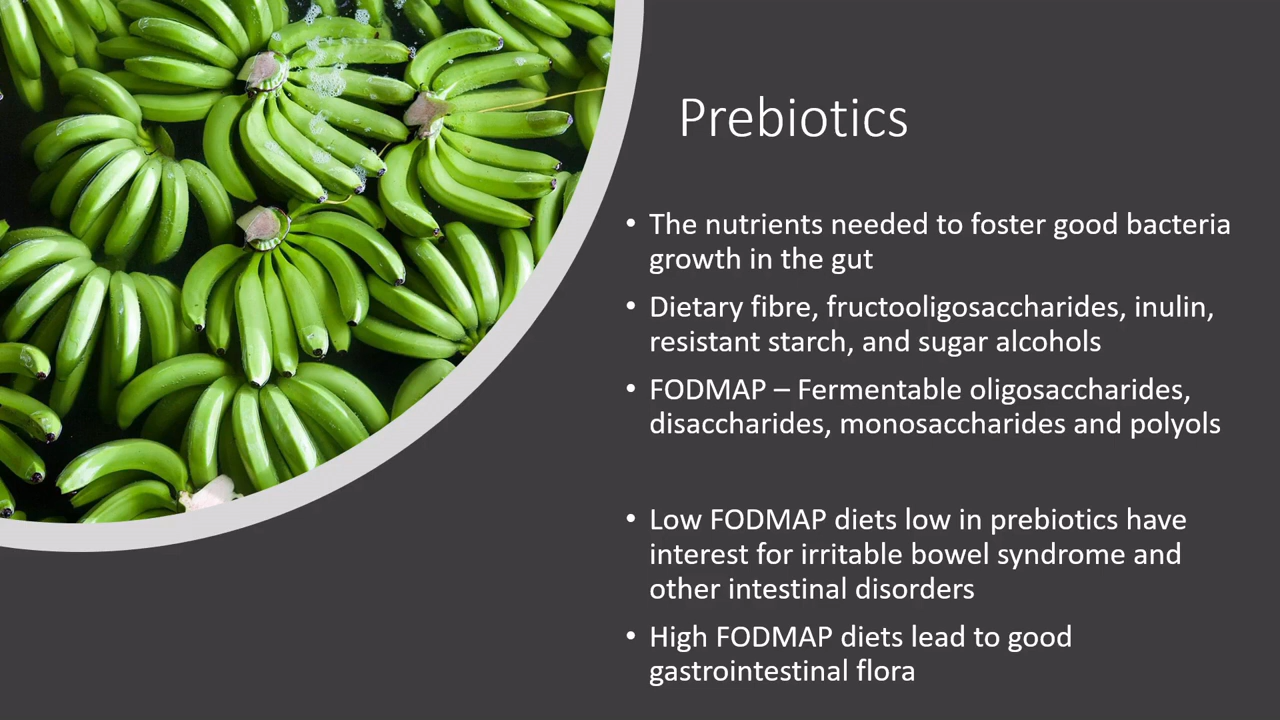 Prebiotics
• The nutrients needed to foster good bacteria
growth in the gut
• Dietary fibre, fructooligosaccharides, inulin,
resistant starch, and sugar alcohols
• FODMAP – Fermentable oligosaccharides,
disaccharides, monosaccharides and polyols
• Low FODMAP diets low in prebiotics have
interest for irritable bowel syndrome and
other intestinal disorders
• High FODMAP diets lead to good
gastrointestinal flora